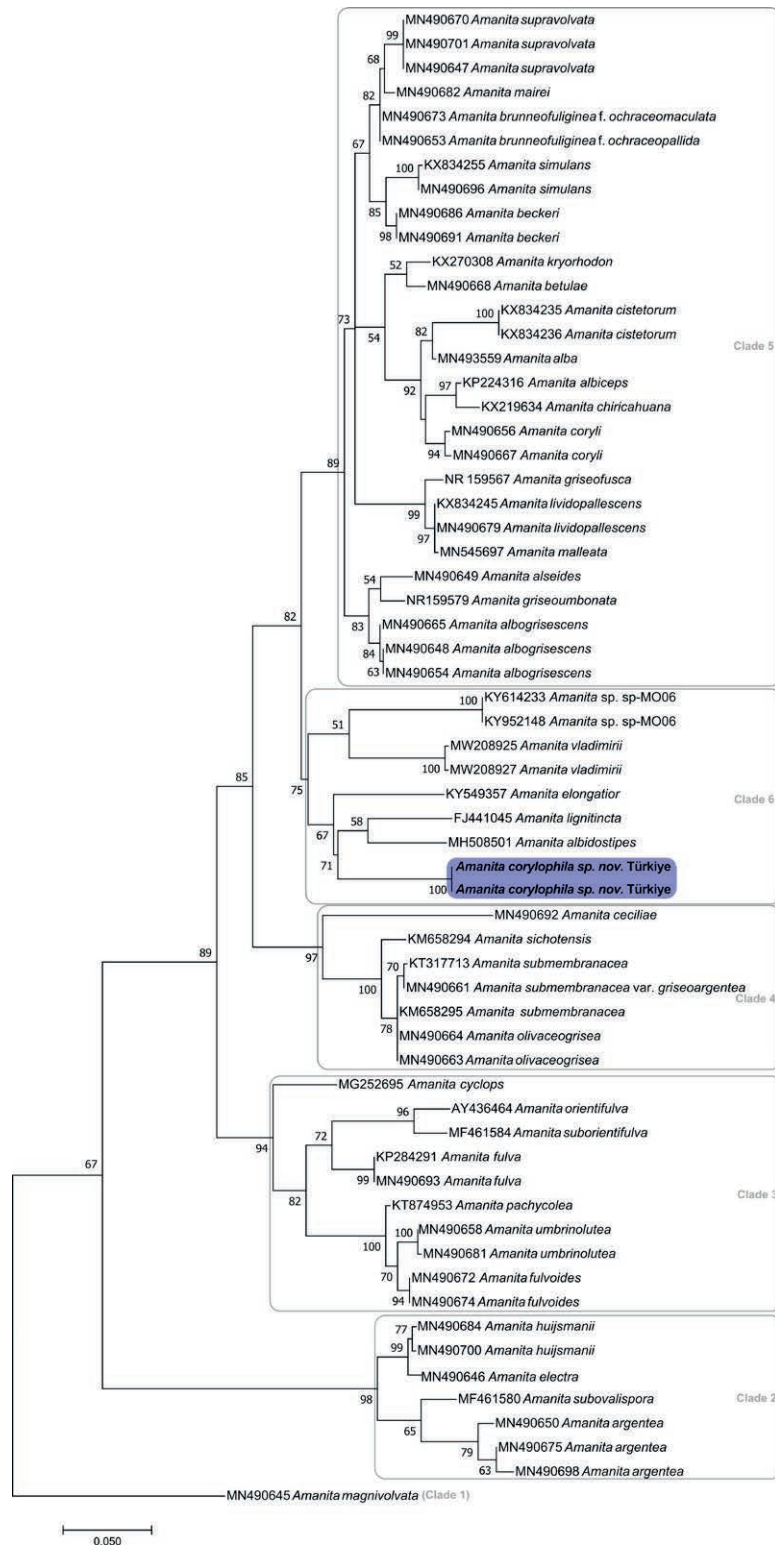 MN490670 Amanita supravolvata
99
MN490701 Amanita supravolvata
68
MN490647 Amanita supravolvata
82
MN490682 Amanita mairei
MN490673 Amanita brunneofuliginea f. ochraceomaculata
67
MN490653 Amanita brunneofuliginea f. ochraceopallida
100
KX834255 Amanita simulans
MN490696 Amanita simulans
85
MN490686 Amanita beckeri
98
MN490691 Amanita beckeri
52
KX270308 Amanita kryorhodon
MN490668 Amanita betulae
73
54
100
KX834235 Amanita cistetorum
82
KX834236 Amanita cistetorum
Clade 5
MN493559 Amanita alba
92
97
KP224316 Amanita albiceps
KX219634 Amanita chiricahuana
MN490656 Amanita coryli
94
MN490667 Amanita coryli
89
NR 159567 Amanita griseofusca
99
KX834245 Amanita lividopallescens
MN490679 Amanita lividopallescens
97
MN545697 Amanita malleata
54
MN490649 Amanita alseides
NR159579 Amanita griseoumbonata
82
83
MN490665 Amanita albogrisescens
84
MN490648 Amanita albogrisescens
63
MN490654 Amanita albogrisescens
100
KY614233 Amanita sp. sp-MO06
51
KY952148 Amanita sp. sp-MO06
MW208925 Amanita vladimirii
100
MW208927 Amanita vladimirii
85
75
KY549357 Amanita elongatior
Clade 6
67
58
FJ441045 Amanita lignitincta
MH508501 Amanita albidostipes
71
Amanita corylophila sp. nov. Türkiye
100
Amanita corylophila sp. nov. Türkiye
MN490692 Amanita ceciliae
89
97
KM658294 Amanita sichotensis
70
KT317713 Amanita submembranacea
100
MN490661 Amanita submembranacea var. griseoargentea
Clade 4
KM658295 Amanita submembranacea
78
MN490664 Amanita olivaceogrisea
MN490663 Amanita olivaceogrisea
MG252695 Amanita cyclops
94
96
AY436464 Amanita orientifulva
72
MF461584 Amanita suborientifulva
67
KP284291 Amanita fulva
99
MN490693 Amanita fulva
Clade 3
82
KT874953 Amanita pachycolea
100
100
MN490658 Amanita umbrinolutea
MN490681 Amanita umbrinolutea
70
MN490672 Amanita fulvoides
94
MN490674 Amanita fulvoides
77
MN490684 Amanita huijsmanii
99
MN490700 Amanita huijsmanii
MN490646 Amanita electra
98
MF461580 Amanita subovalispora
Clade 2
65
MN490650 Amanita argentea
79
MN490675 Amanita argentea
63
MN490698 Amanita argentea
MN490645 Amanita magnivolvata (Clade 1)
0.050